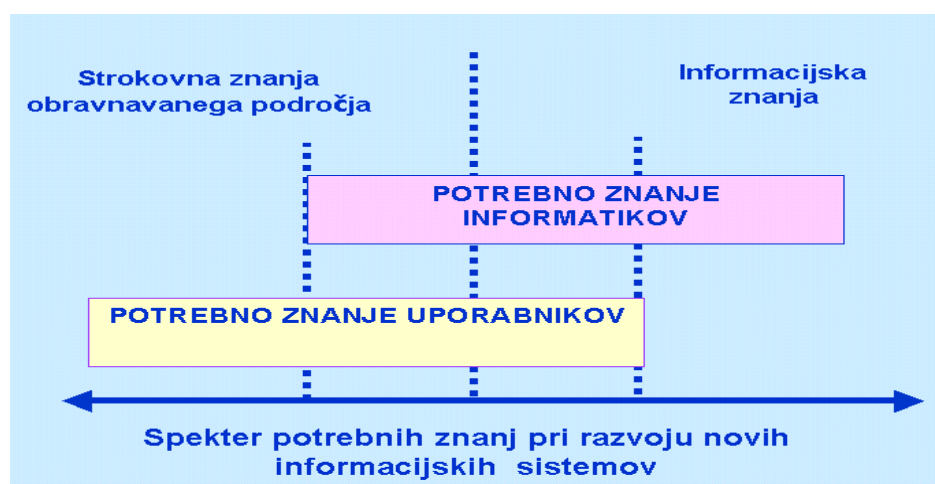 Strokovna znanja
obravnavanega področja
Informacijska
znanja
POTREBNO ZNANJE
INFORMATIKOV
POTREBNO ZNANJE UPORABNIKOV
Spekter potrebnih znanj pri razvoju novih
informacijskih sistemov